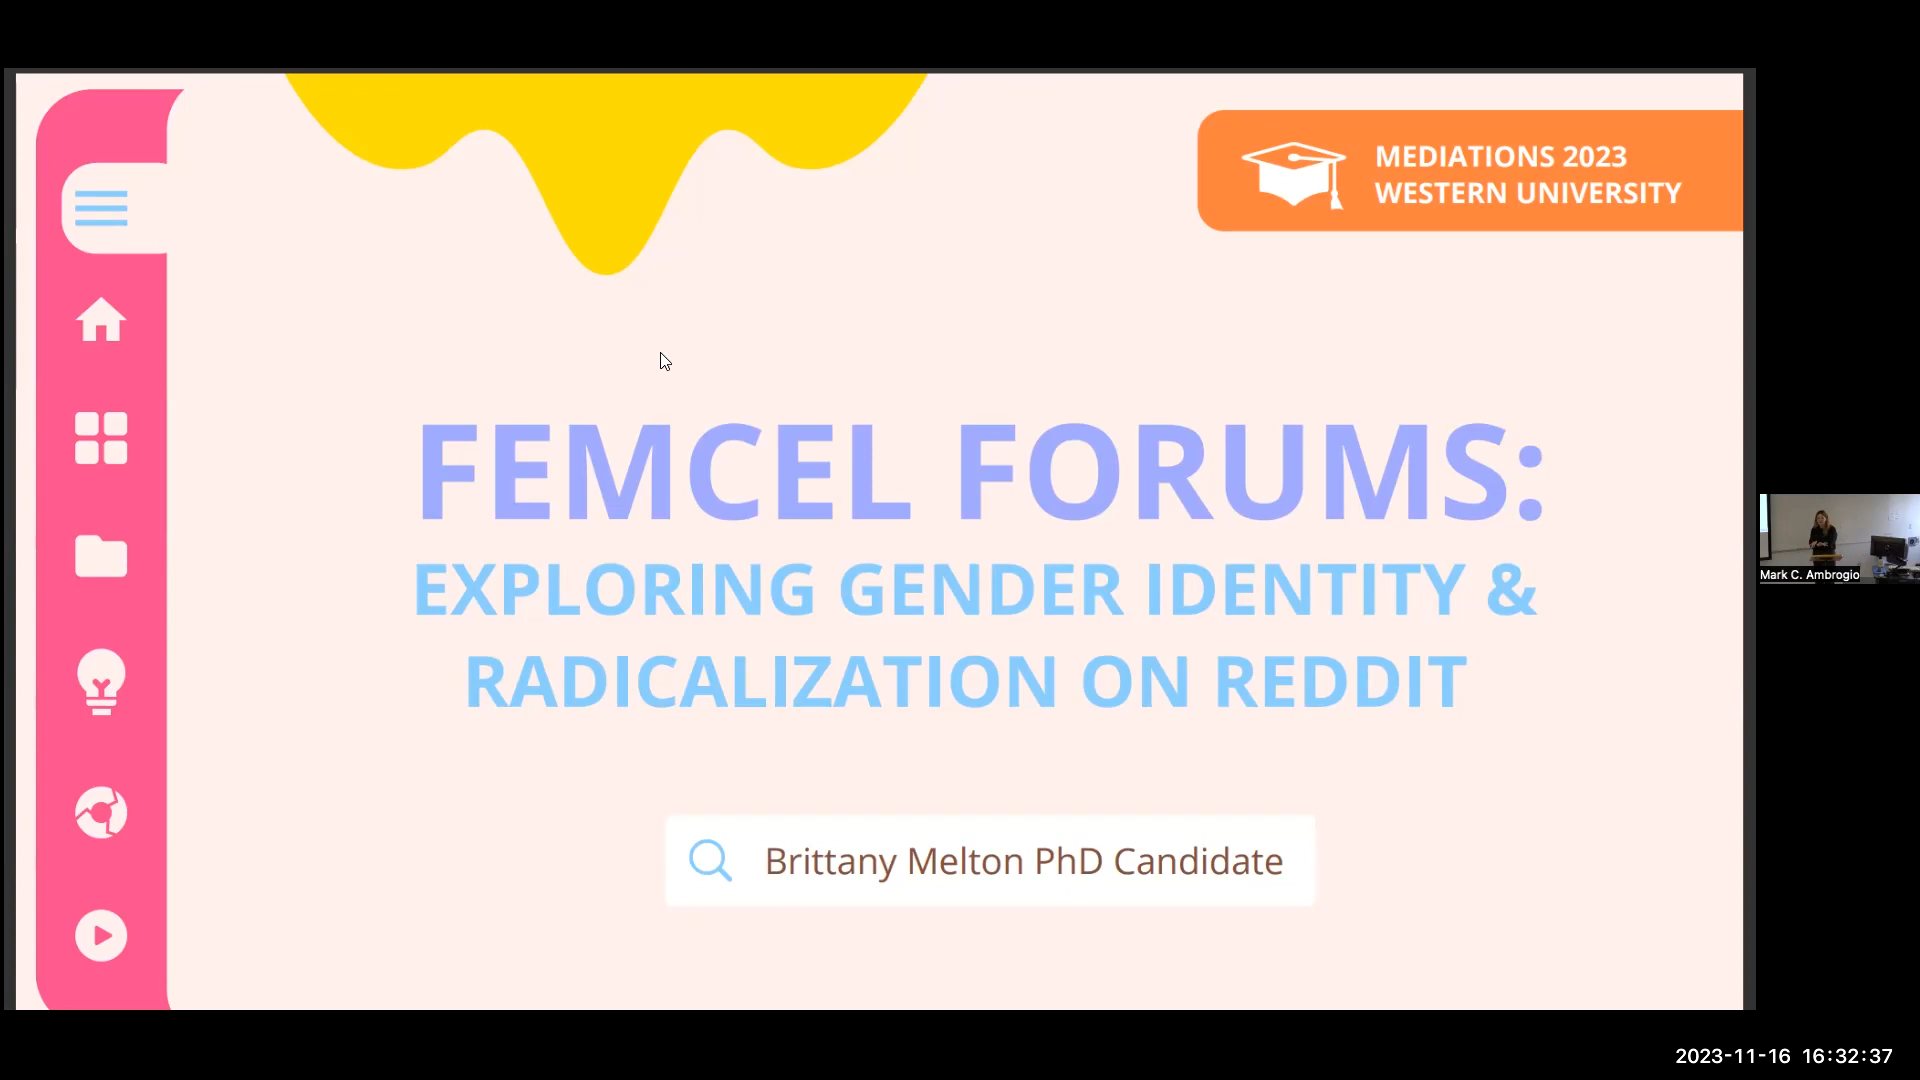 MEDIATIONS 2023
WESTERN UNIVERSITY
FEMCEL FORUMS:
EXPLORING GENDER IDENTITY &
RADICALIZATION ON REDDIT
Brittany Melton PhD Candidate
Mark C. Ambrogio
2023-11-16 16:32:37